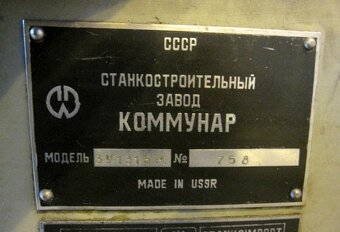 СССР
СТАНКОСТРОИТЕЛЬНЫЙ
ЗАВОД
КОММУНАР
МОДЕЛЬ № 758
MADE IN USSR